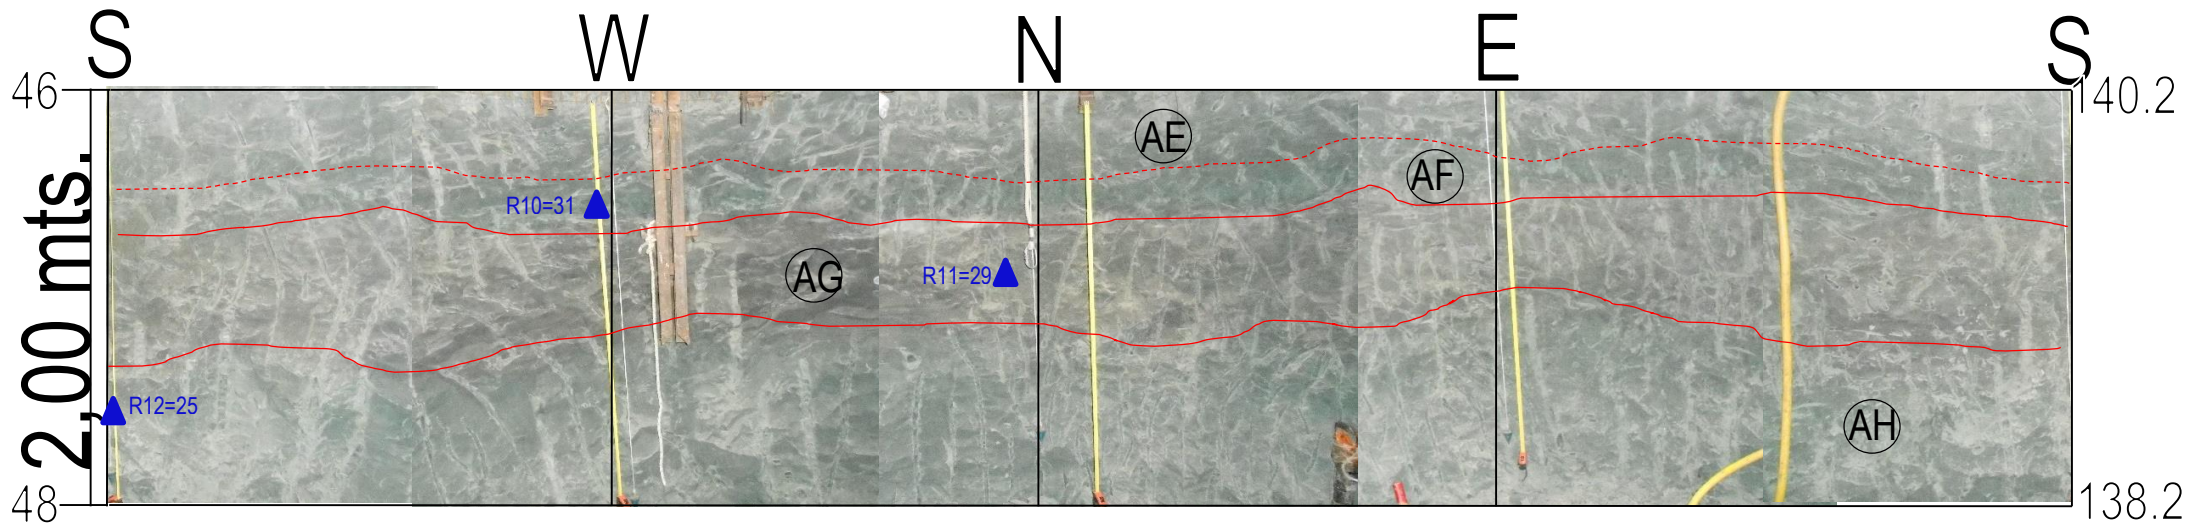 S W N E S
46 140.2
AE
AF
R10=31
AG
R11=29
R12=25
AH
2,00 mts.
48 138.2